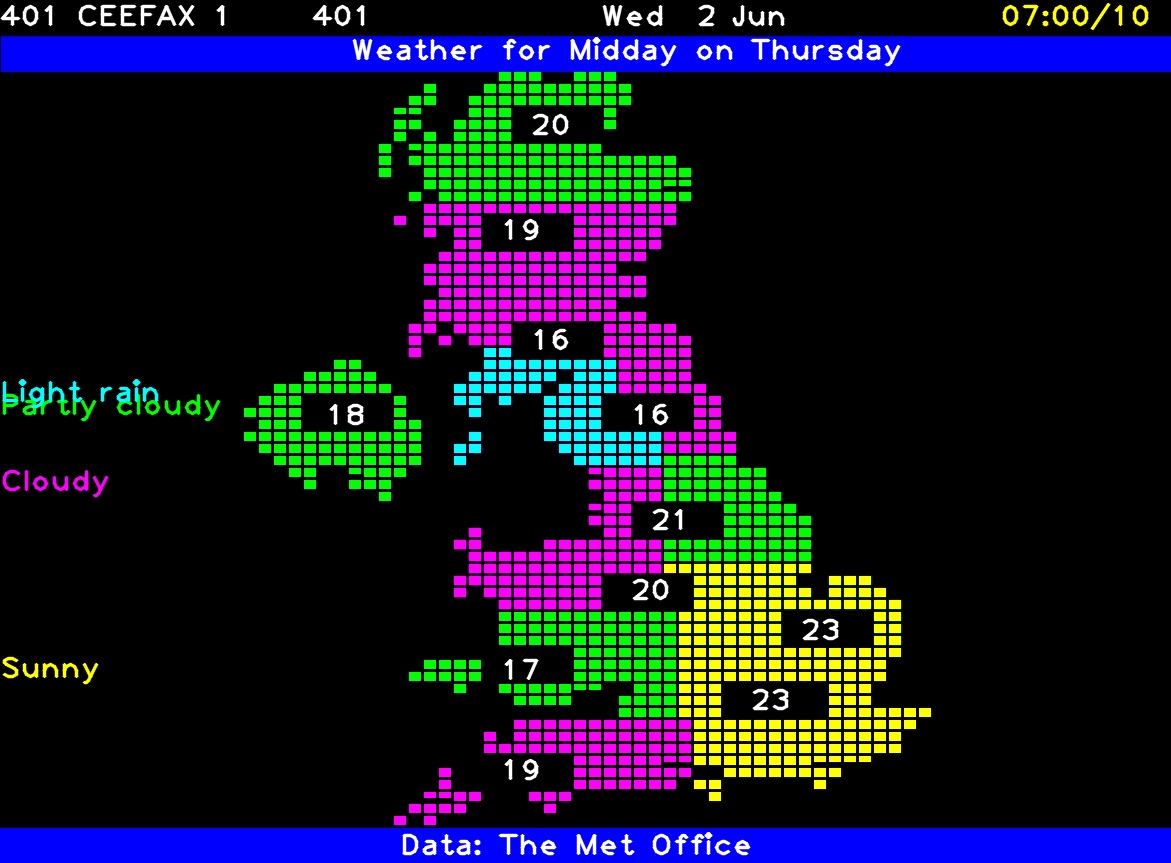 401 CEEFAX 1 401 Wed 2 Jun 07:00/10
Weather for Midday on Thursday
20
19
16
Light rain
Partly cloudy
18
16
Cloudy
21
20
23
Sunny
17
23
19
Data: The Met Office